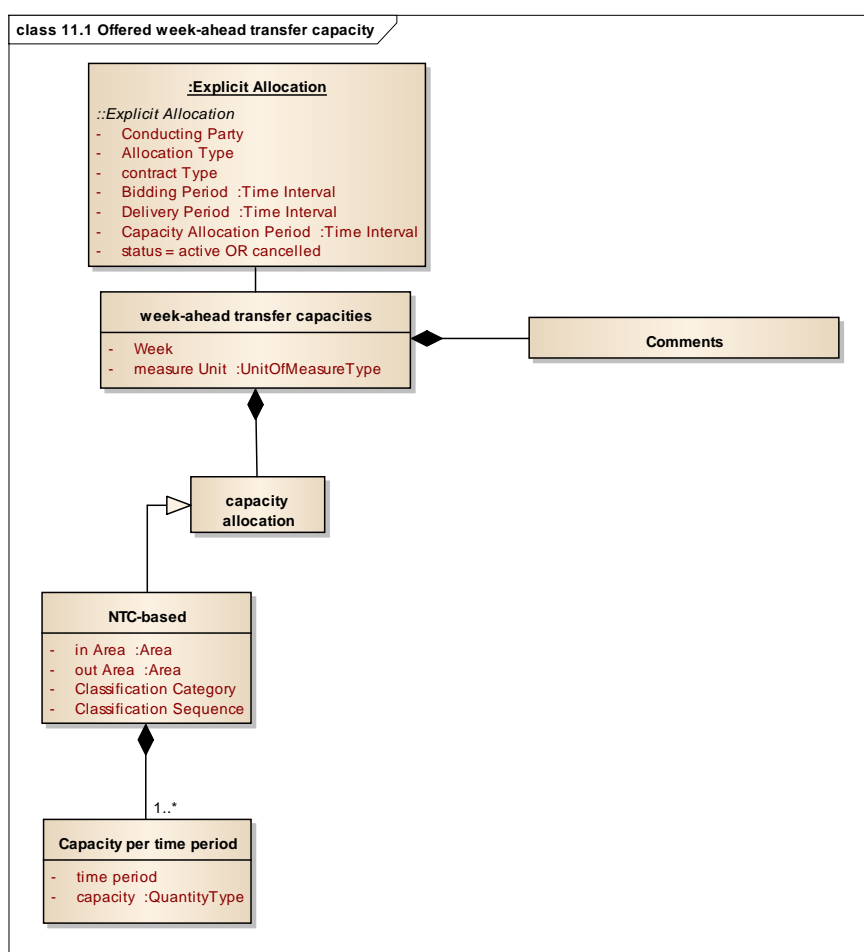 class 11.1 Offered week-ahead transfer capacity
:Explicit Allocation
::Explicit Allocation
- Conducting Party
- Allocation Type
- contract Type
- Bidding Period :Time Interval
- Delivery Period :Time Interval
- Capacity Allocation Period :Time Interval
- status = active OR cancelled
week-ahead transfer capacities
- Week
- measure Unit :UnitOfMeasureType
Comments
capacity
allocation
NTC-based
- in Area :Area
- out Area :Area
- Classification Category
- Classification Sequence
1..*
Capacity per time period
- time period
- capacity :QuantityType